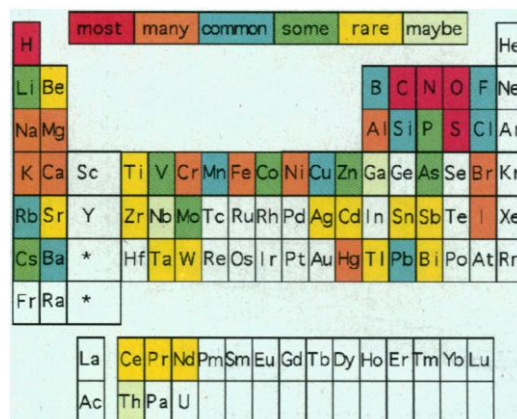 most many common some rare maybe
H He
Li Be B C N O F Ne
Na Mg Al Si P S Cl Ar
K Ca Sc Ti V Cr Mn Fe Co Ni Cu Zn Ga Ge As Se Br Kr
Rb Sr Y Zr Nb Mo Tc Ru Rh Pd Ag Cd In Sn Sb Te I Xe
Cs Ba * Hf Ta W Re Os Ir Pt Au Hg Tl Pb Bi Po At Rn
Fr Ra *
La Ce Pr Nd Pm Sm Eu Gd Tb Dy Ho Er Tm Yb Lu
Ac Th Pa U